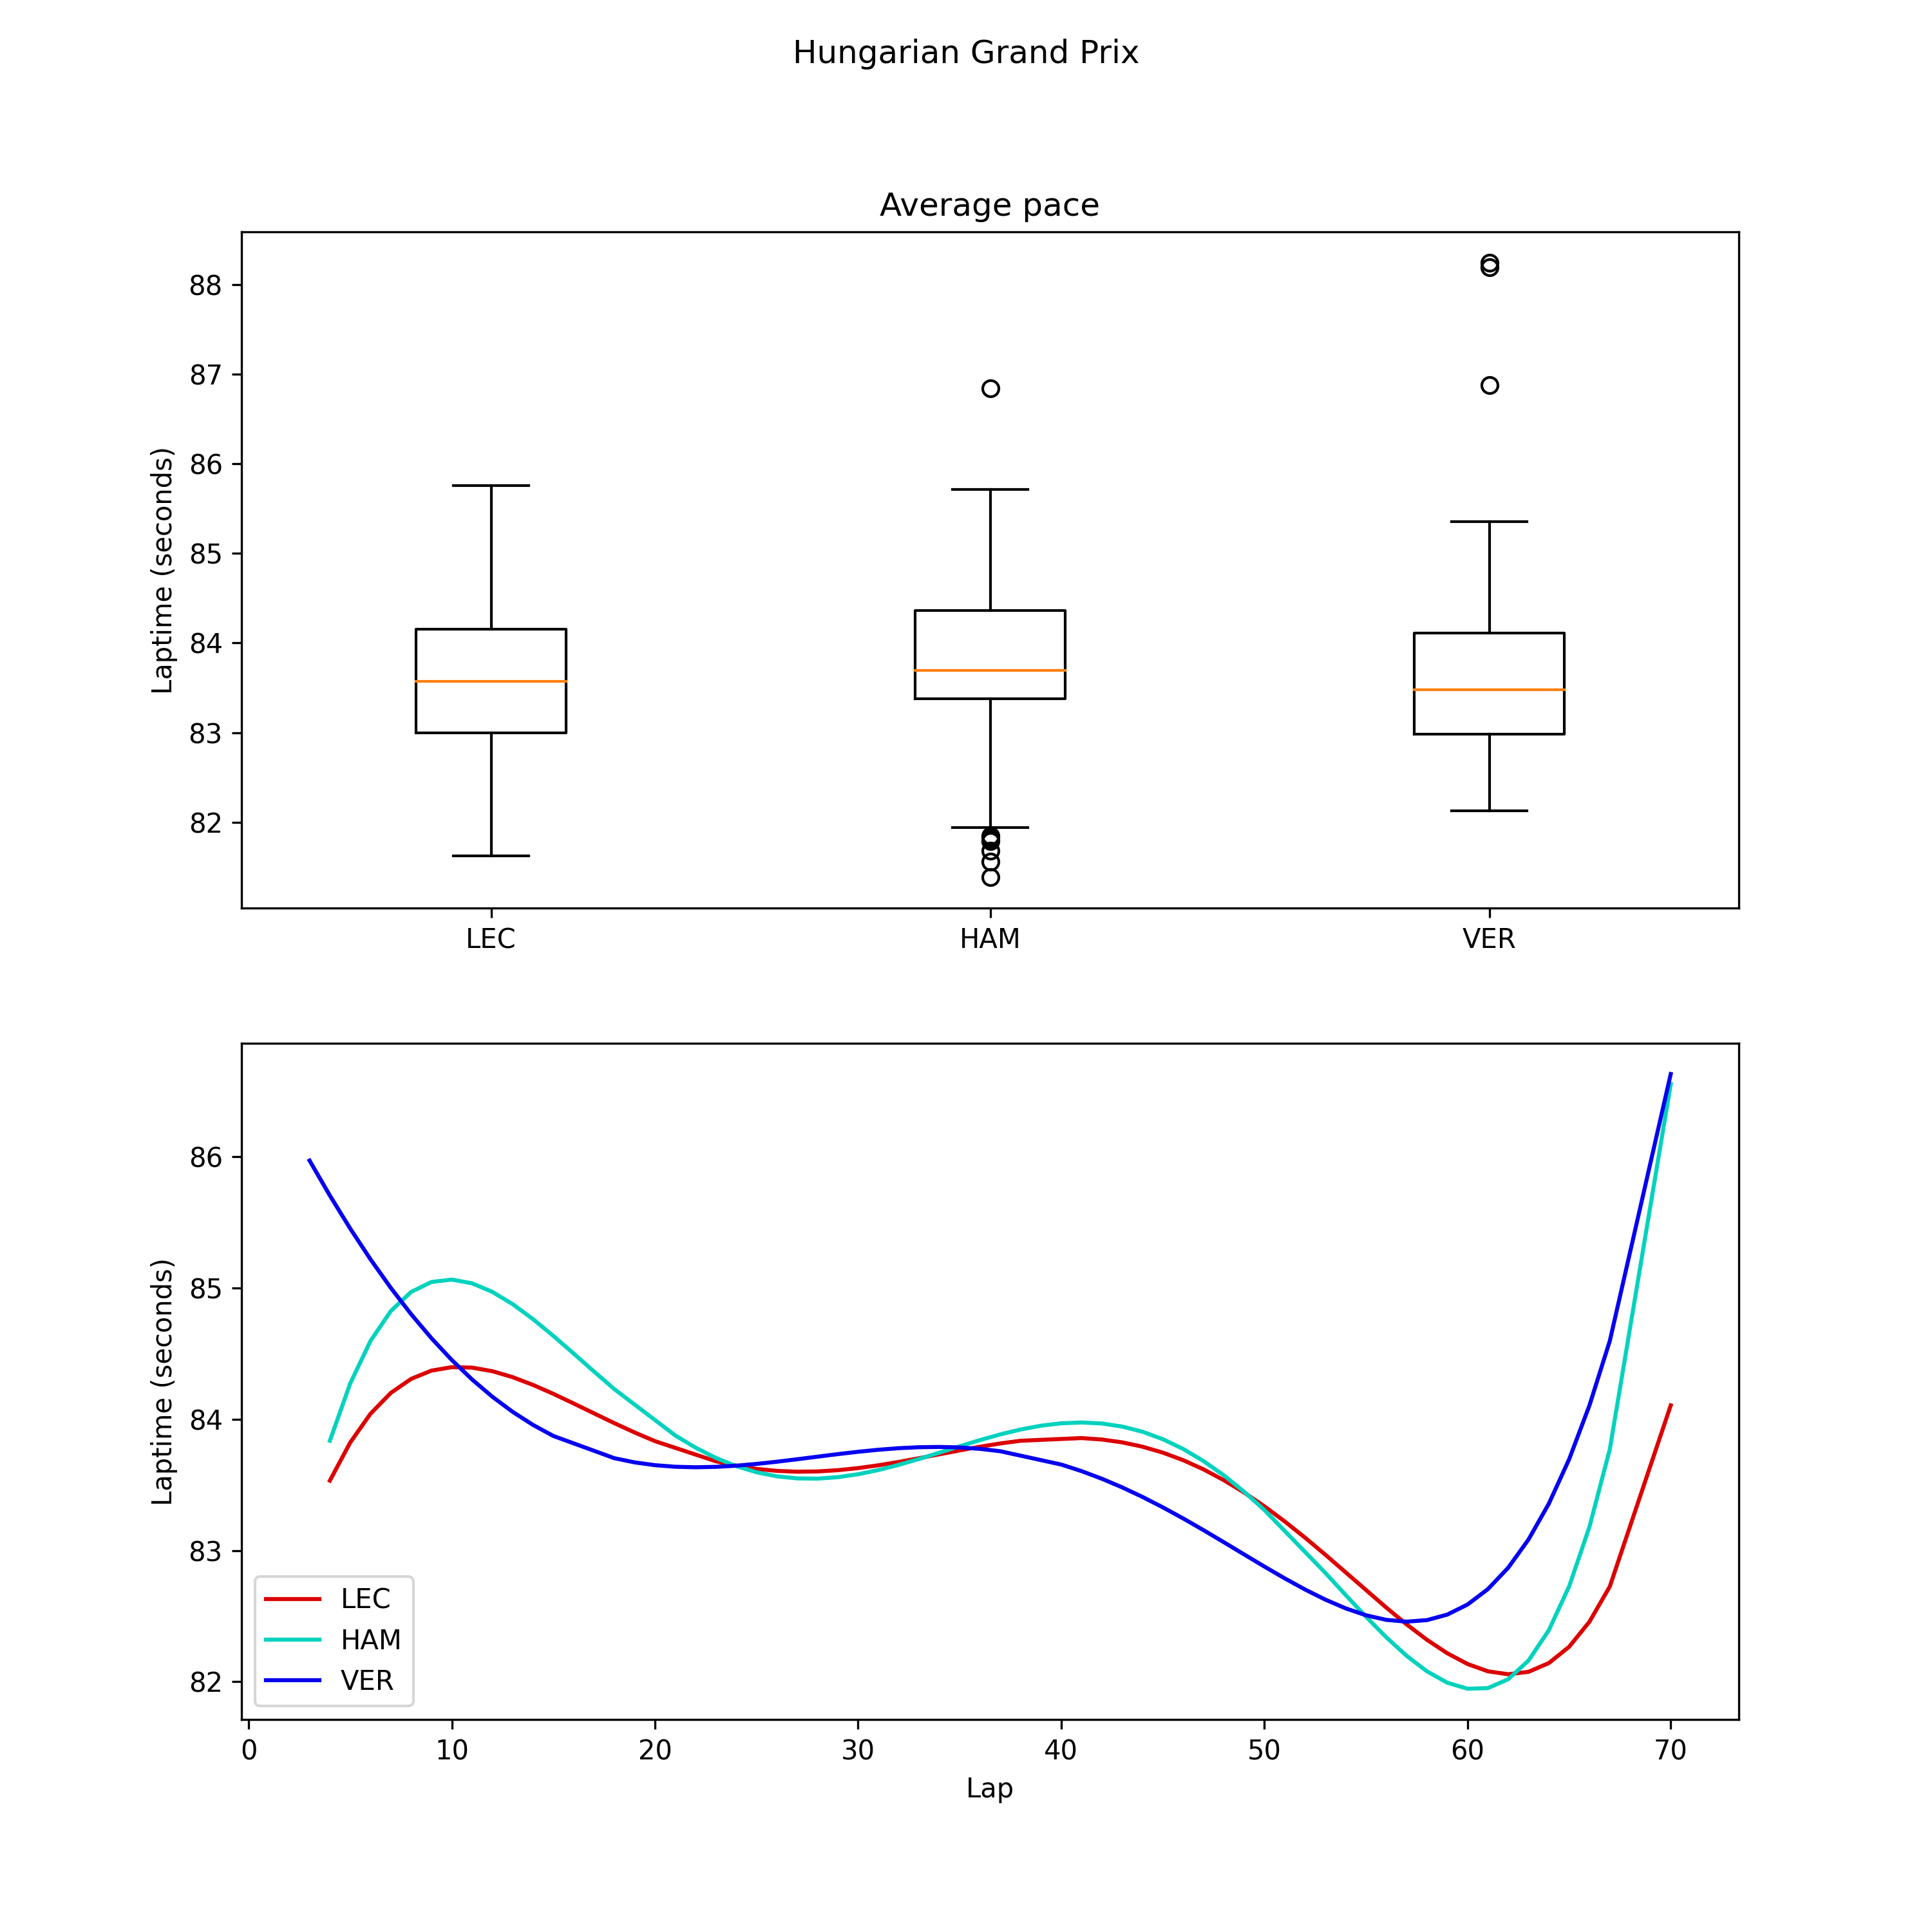 Hungarian Grand Prix
Average pace
Laptime (seconds)
88
87
86
85
84
83
82
LEC
HAM
VER
Laptime (seconds)
86
85
84
83
82
LEC
HAM
VER
0 10 20 30 40 50 60 70
Lap